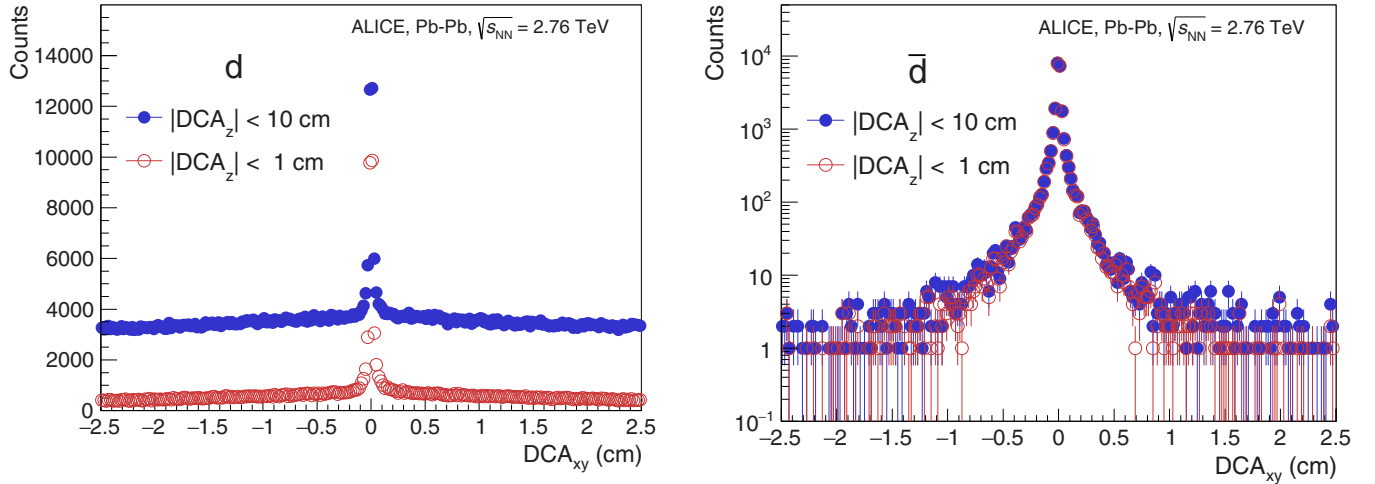 ALICE, Pb-Pb, √sNN = 2.76 TeV
d
|DCAz| < 10 cm
|DCAz| < 1 cm
Counts
14000
12000
10000
8000
6000
4000
2000
0
−2.5 −2 −1.5 −1 −0.5 0 0.5 1 1.5 2 2.5
DCAxy (cm)
ALICE, Pb-Pb, √sNN = 2.76 TeV
d̅
|DCAz| < 10 cm
|DCAz| < 1 cm
Counts
10⁴
10³
10²
10
1
10⁻¹
−2.5 −2 −1.5 −1 −0.5 0 0.5 1 1.5 2 2.5
DCAxy (cm)